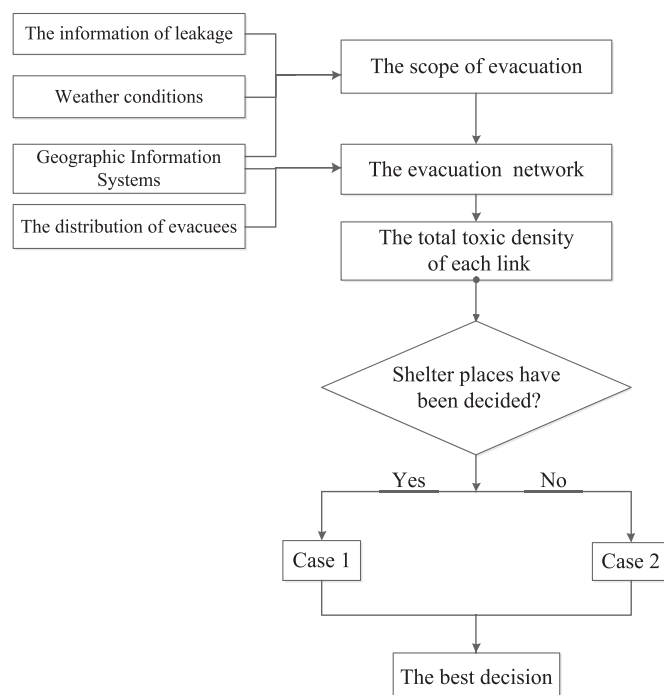 The information of leakage
Weather conditions
Geographic Information
Systems
The distribution of evacuees
The scope of evacuation
The evacuation network
The total toxic density
of each link
Shelter places have
been decided?
Yes
No
Case 1
Case 2
The best decision